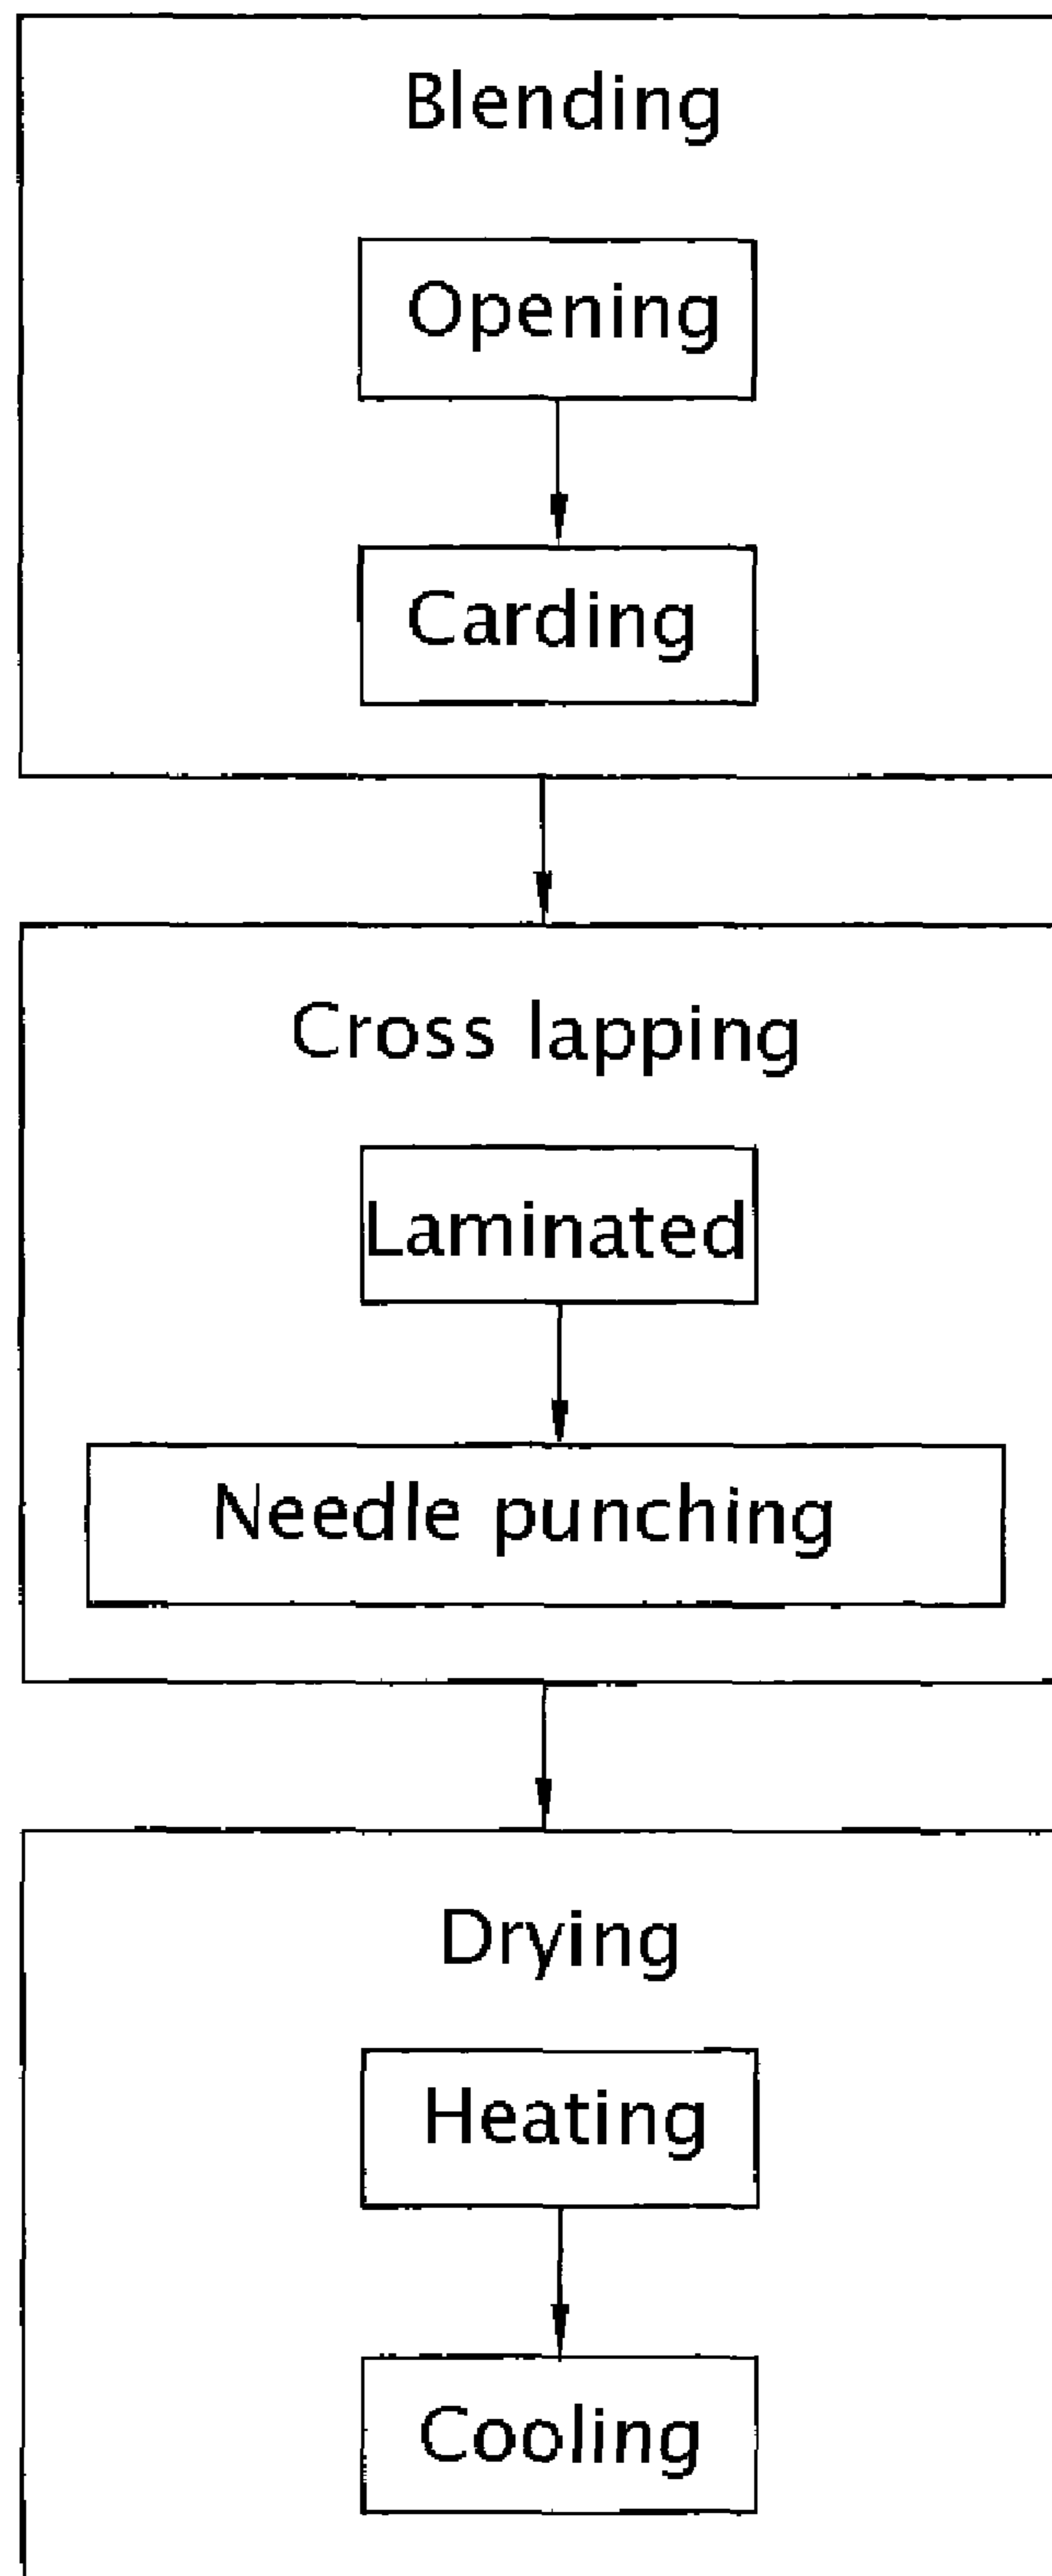 Blending
Opening
Carding
Cross lapping
Laminated
Needle punching
Drying
Heating
Cooling